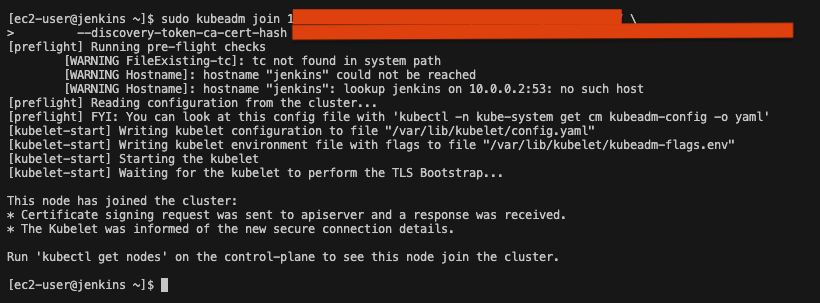 [ec2-user@jenkins ~]$ sudo kubeadm join 1 \
>          --discovery-token-ca-cert-hash
[preflight] Running pre-flight checks
        [WARNING FileExisting-tc]: tc not found in system path
        [WARNING Hostname]: hostname "jenkins" could not be reached
        [WARNING Hostname]: hostname "jenkins": lookup jenkins on 10.0.0.2:53: no such host
[preflight] Reading configuration from the cluster...
[preflight] FYI: You can look at this config file with 'kubectl -n kube-system get cm kubeadm-config -o yaml'
[kubelet-start] Writing kubelet configuration to file "/var/lib/kubelet/config.yaml"
[kubelet-start] Writing kubelet environment file with flags to file "/var/lib/kubelet/kubeadm-flags.env"
[kubelet-start] Starting the kubelet
[kubelet-start] Waiting for the kubelet to perform the TLS Bootstrap...

This node has joined the cluster:
* Certificate signing request was sent to apiserver and a response was received.
* The Kubelet was informed of the new secure connection details.

Run 'kubectl get nodes' on the control-plane to see this node join the cluster.

[ec2-user@jenkins ~]$